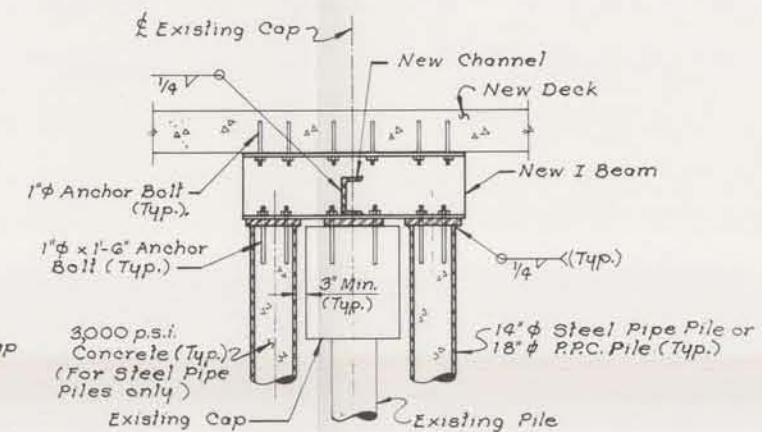 ℄ Existing Cap
New Channel
1/4
New Deck
1"φ Anchor Bolt
(Typ.)
New I Beam
1"φ x 1'-6" Anchor
Bolt (Typ.)
3" Min.
(Typ.)
1/4 (Typ.)
3,000 p.s.i.
Concrete (Typ.)
(For Steel Pipe
Piles only)
14"φ Steel Pipe Pile or
18"φ P.P.C. Pile (Typ.)
Existing Cap
Existing Pile